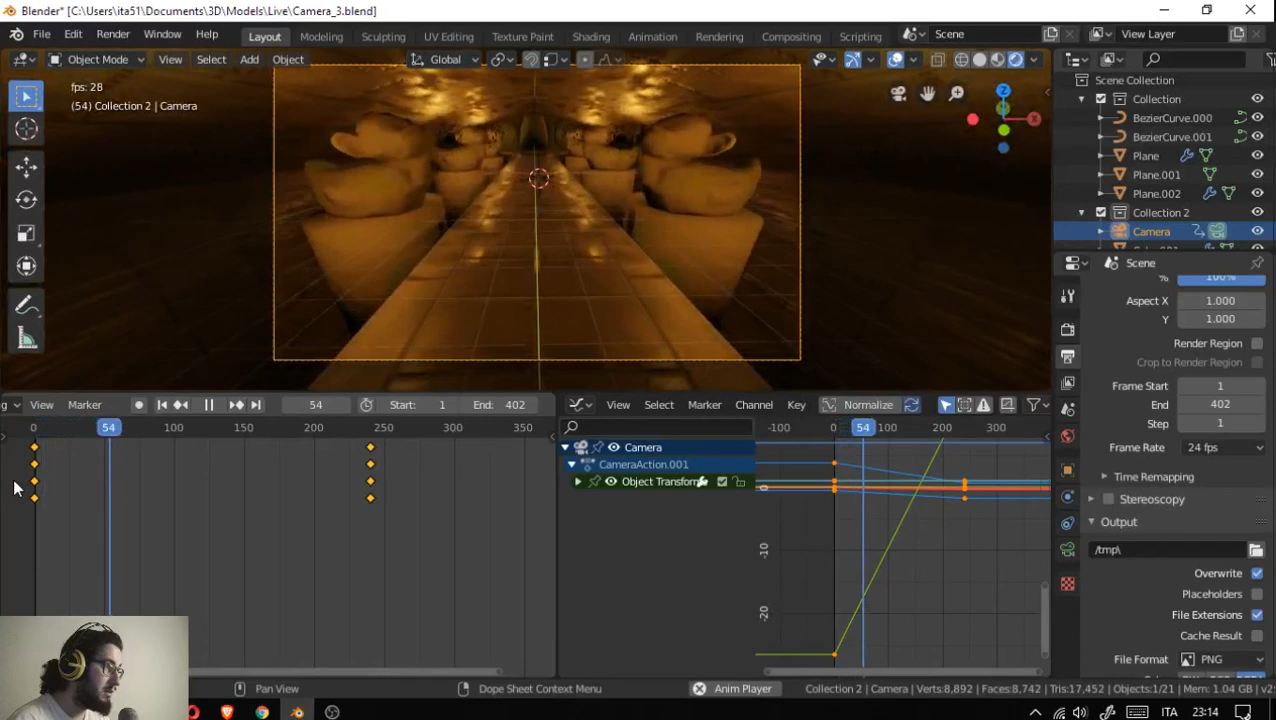 Blender* [C:\Users\ita51\Documents\3D\Models\Live\Camera_3.blend]
File Edit Render Window Help Layout Modeling Sculpting UV Editing Texture Paint Shading Animation Rendering Compositing Scripting Scene View Layer
Object Mode View Select Add Object Global
fps: 28
(54) Collection 2 | Camera
Z
X
Scene Collection
Collection
BezierCurve.000
BezierCurve.001
Plane
Plane.001
Plane.002
Collection 2
Camera
Scene
% 100%
Aspect X 1.000
Y 1.000
Render Region
Crop to Render Region
Frame Start 1
End 402
Step 1
Frame Rate 24 fps
Time Remapping
Stereoscopy
Output
/tmp\
Overwrite
Placeholders
File Extensions
Cache Result
File Format PNG
g View Marker 54 Start: 1 End: 402
0 54 100 150 200 250 300 350
View Select Marker Channel Key Normalize
-100 0 54 200 300
Camera
CameraAction.001
Object Transform
0
-10
-20
Pan View Dope Sheet Context Menu Anim Player Collection 2 | Camera | Verts:8,892 | Faces:8,742 | Tris:17,452 | Objects:1/21 | Mem: 1.04 GB
ITA 23:14